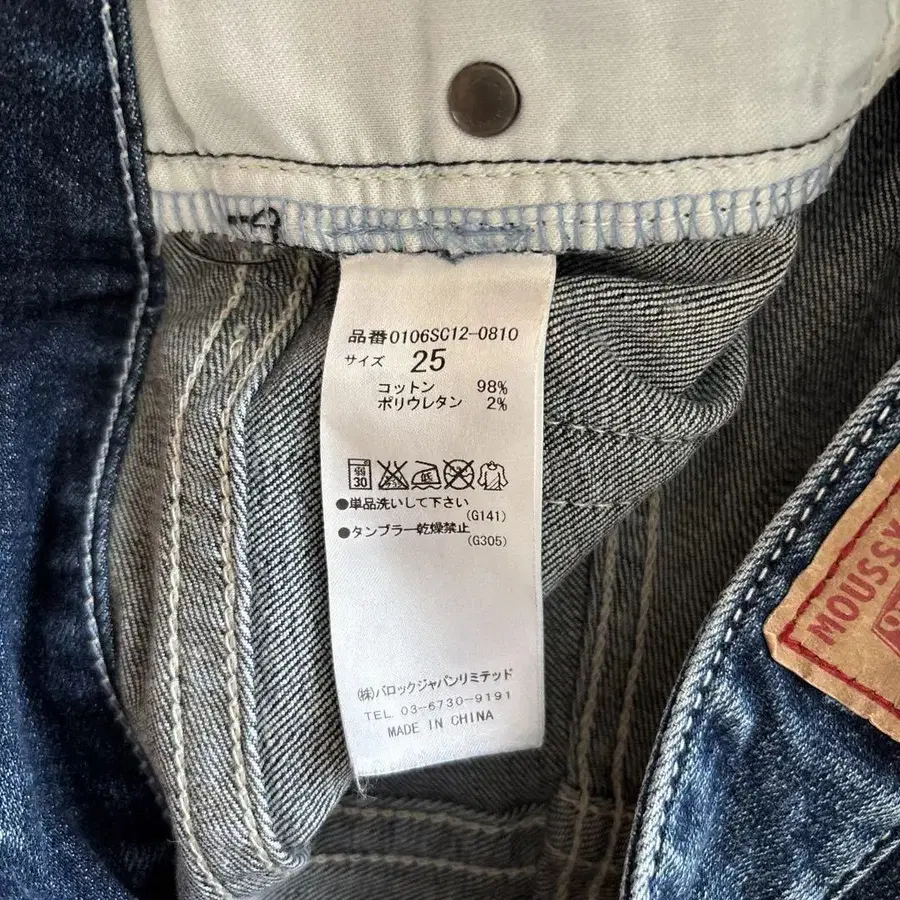 品番0106SC12-0810
サイズ 25
コットン 98%
ポリウレタン 2%
弱
30
低
●単品洗いして下さい
(G141)
●タンブラー乾燥禁止
(G305)
(株)バロックジャパンリミテッド
TEL 03-6730-9191
MADE IN CHINA
MOUSSY